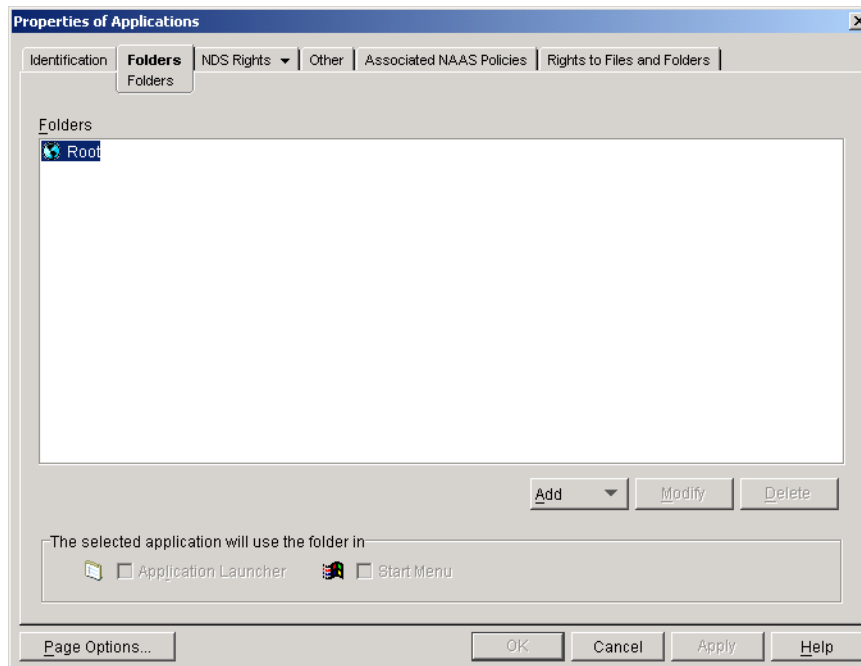 Properties of Applications
Identification Folders NDS Rights Other Associated NAAS Policies Rights to Files and Folders
Folders
Folders
Root
Add Modify Delete
The selected application will use the folder in
Application Launcher Start Menu
Page Options... OK Cancel Apply Help